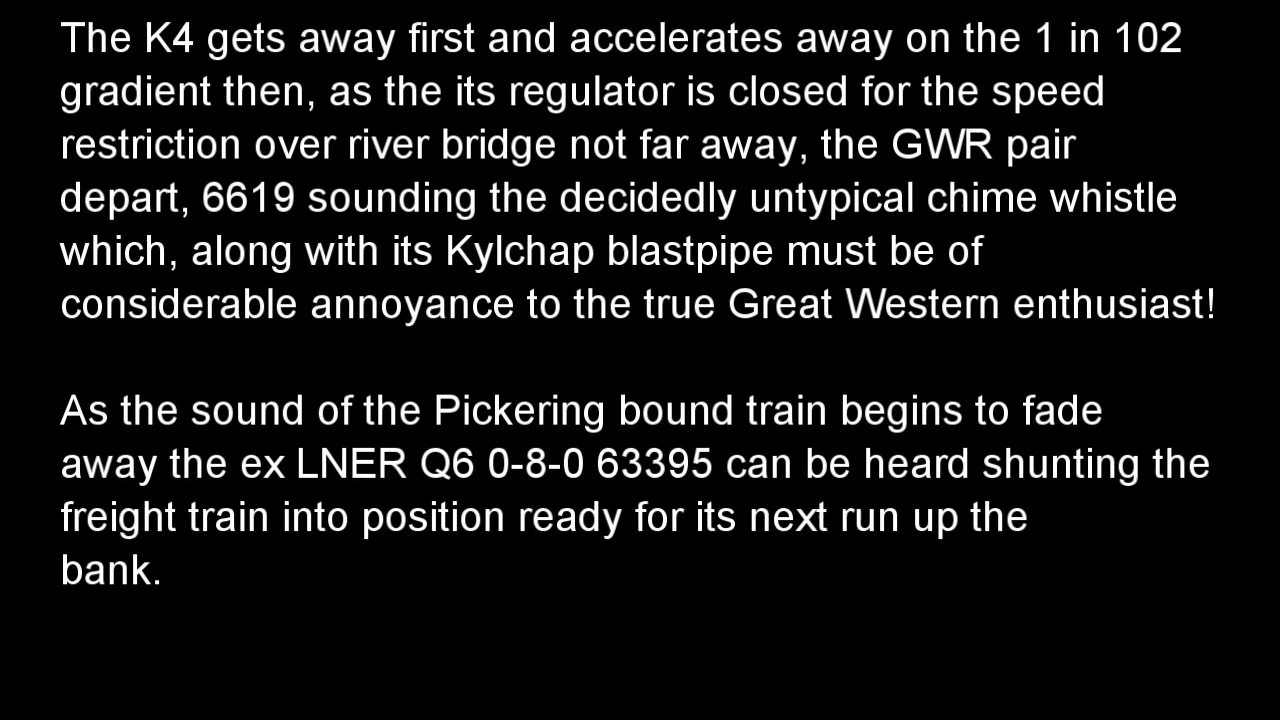 The K4 gets away first and accelerates away on the 1 in 102
gradient then, as the its regulator is closed for the speed
restriction over river bridge not far away, the GWR pair
depart, 6619 sounding the decidedly untypical chime whistle
which, along with its Kylchap blastpipe must be of
considerable annoyance to the true Great Western enthusiast!
As the sound of the Pickering bound train begins to fade
away the ex LNER Q6 0-8-0 63395 can be heard shunting the
freight train into position ready for its next run up the
bank.